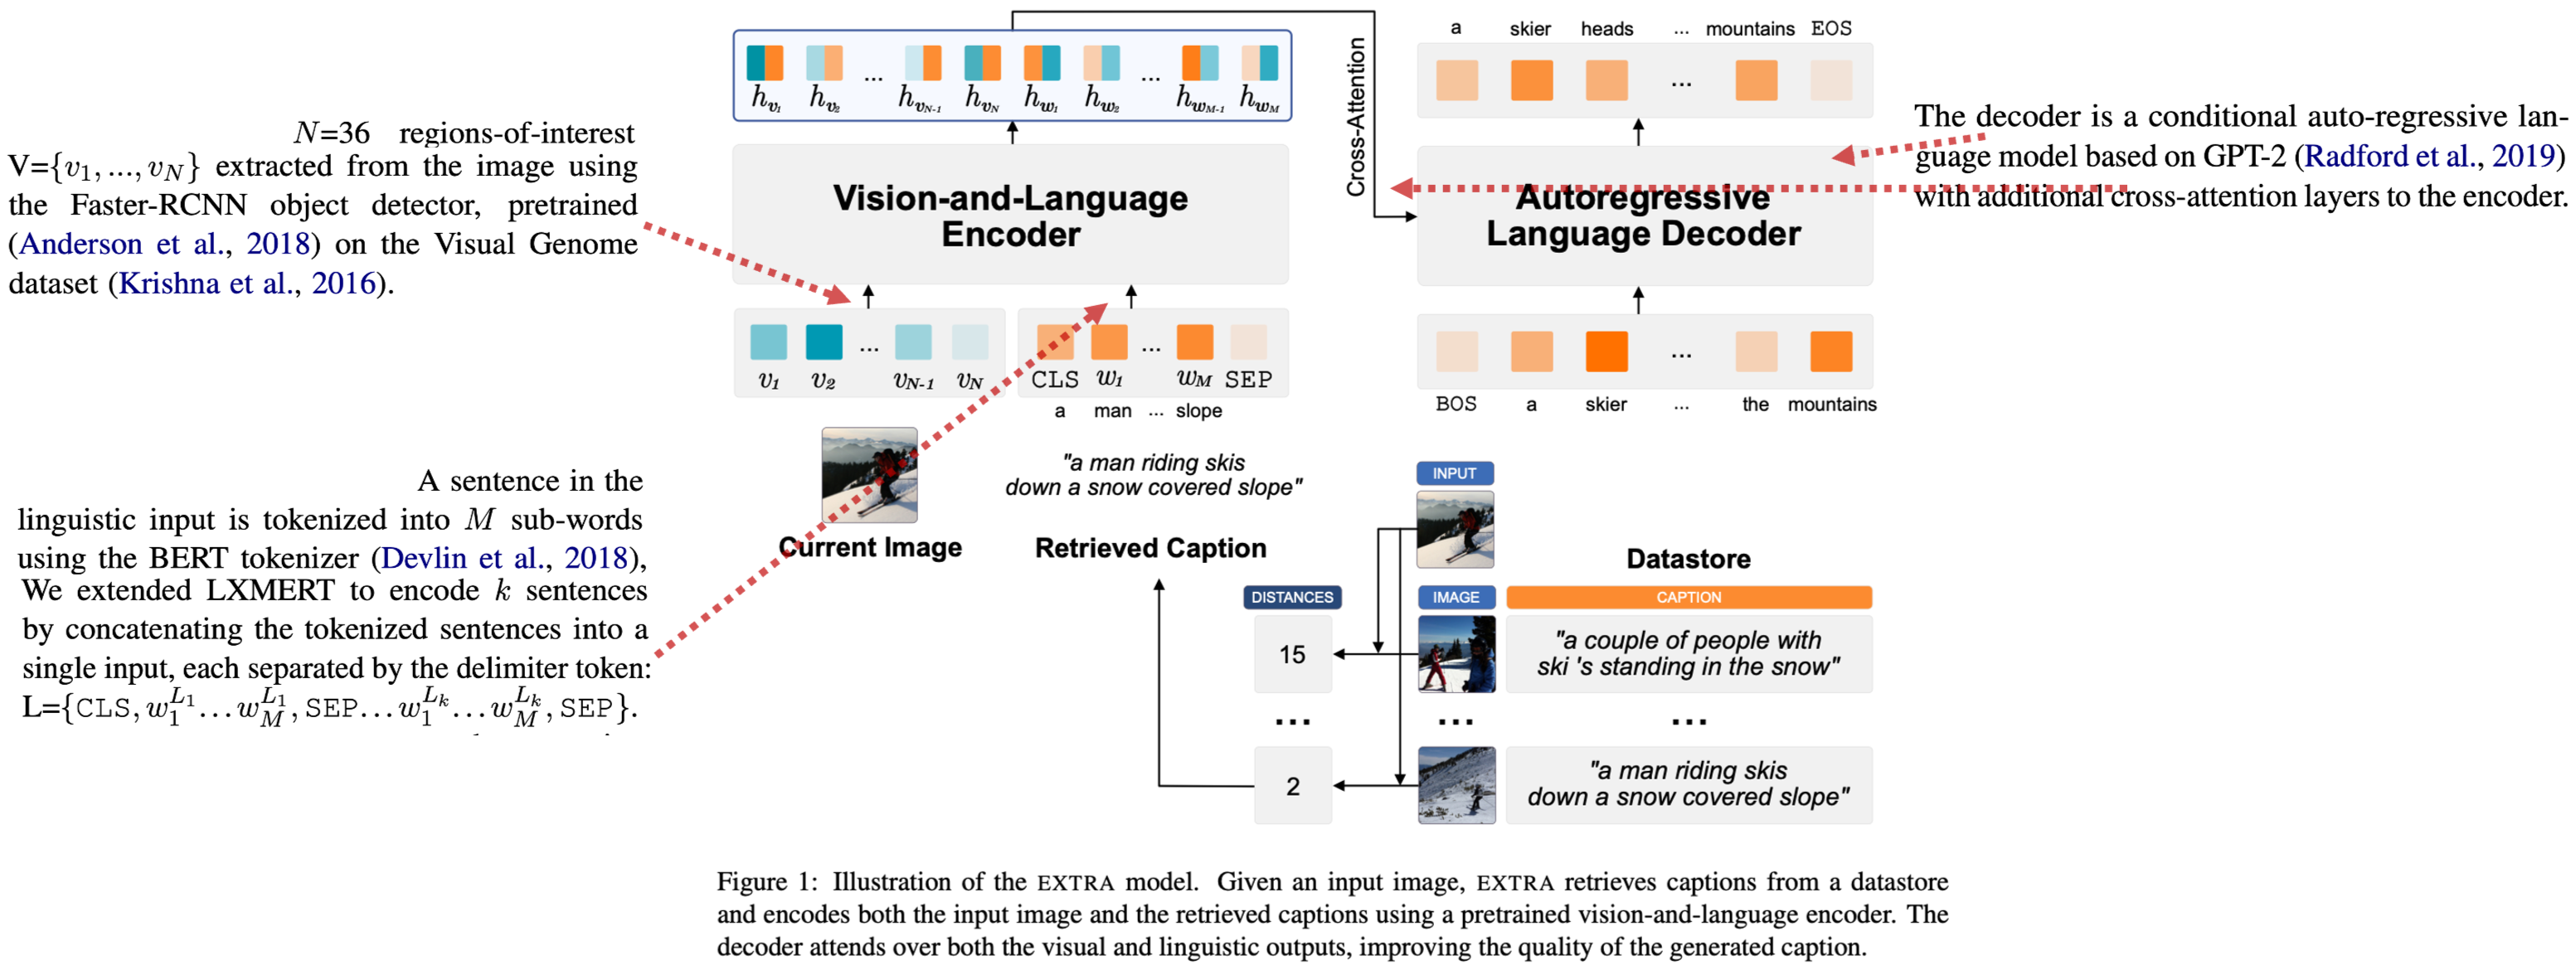 N=36 regions-of-interest
V={v1, ..., vN} extracted from the image using
the Faster-RCNN object detector, pretrained
(Anderson et al., 2018) on the Visual Genome
dataset (Krishna et al., 2016).
A sentence in the
linguistic input is tokenized into M sub-words
using the BERT tokenizer (Devlin et al., 2018),
We extended LXMERT to encode k sentences
by concatenating the tokenized sentences into a
single input, each separated by the delimiter token:
L={CLS, w_1^{L_1}...w_M^{L_1}, SEP...w_1^{L_k}...w_M^{L_k}, SEP}.
h_{v_1} h_{v_2} ... h_{v_{N-1}} h_{v_N} h_{w_1} h_{w_2} ... h_{w_{M-1}} h_{w_M}
Vision-and-Language
Encoder
v_1 v_2 ... v_{N-1} v_N
CLS w_1 ... w_M SEP
a man ... slope
Current Image
"a man riding skis
down a snow covered slope"
Retrieved Caption
Cross-Attention
a skier heads ... mountains EOS
...
Autoregressive
Language Decoder
...
BOS a skier ... the mountains
The decoder is a conditional auto-regressive lan-
guage model based on GPT-2 (Radford et al., 2019)
with additional cross-attention layers to the encoder.
INPUT
Datastore
DISTANCES IMAGE CAPTION
15
"a couple of people with
ski 's standing in the snow"
... ... ...
2
"a man riding skis
down a snow covered slope"
Figure 1: Illustration of the EXTRA model. Given an input image, EXTRA retrieves captions from a datastore
and encodes both the input image and the retrieved captions using a pretrained vision-and-language encoder. The
decoder attends over both the visual and linguistic outputs, improving the quality of the generated caption.